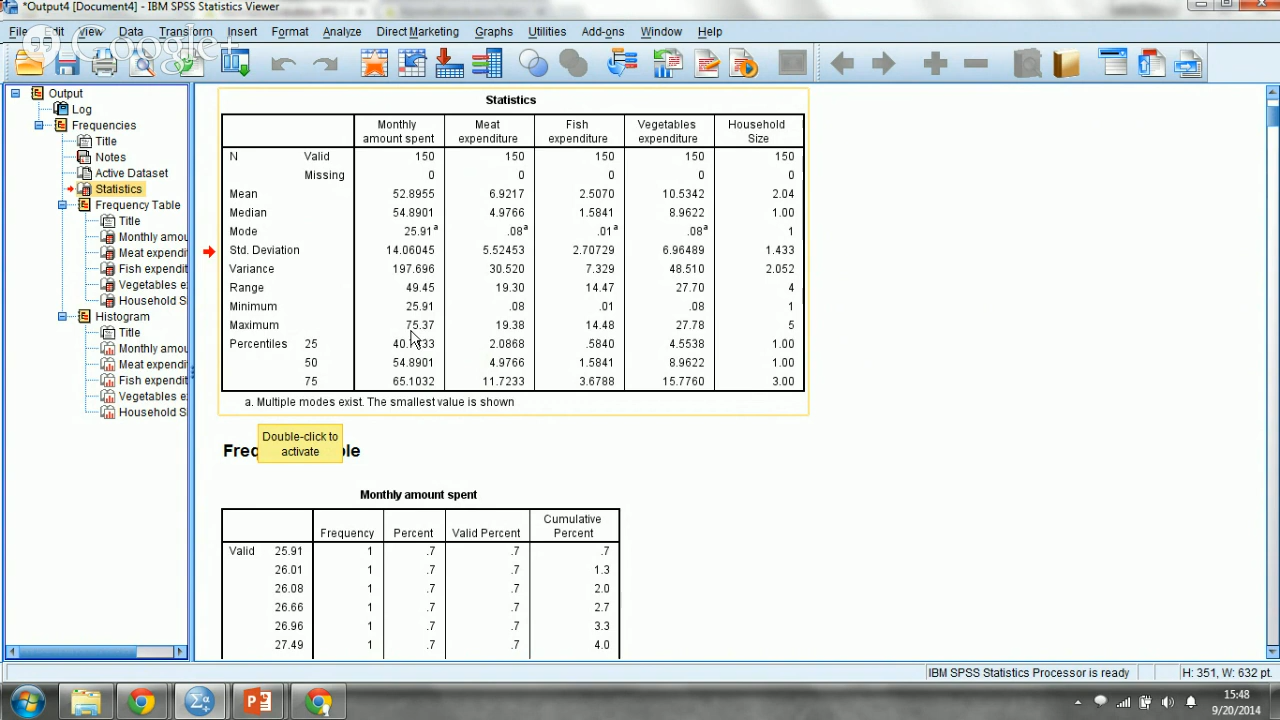 *Output4 [Document4] - IBM SPSS Statistics Viewer
File Edit View Data Transform Insert Format Analyze Direct Marketing Graphs Utilities Add-ons Window Help
Google+
Output
Log
Frequencies
Title
Notes
Active Dataset
Statistics
Frequency Table
Title
Monthly amou
Meat expendi
Fish expendit
Vegetables e
Household S
Histogram
Title
Monthly amou
Meat expendi
Fish expendit
Vegetables e
Household S
Statistics
Monthly amount spent Meat expenditure Fish expenditure Vegetables expenditure Household Size
N Valid 150 150 150 150 150
Missing 0 0 0 0 0
Mean 52.8955 6.9217 2.5070 10.5342 2.04
Median 54.8901 4.9766 1.5841 8.9622 1.00
Mode 25.91a .08a .01a .08a 1
Std. Deviation 14.06045 5.52453 2.70729 6.96489 1.433
Variance 197.696 30.520 7.329 48.510 2.052
Range 49.45 19.30 14.47 27.70 4
Minimum 25.91 .08 .01 .08 1
Maximum 75.37 19.38 14.48 27.78 5
Percentiles 25 2.0868 .5840 4.5538 1.00
50 54.8901 4.9766 1.5841 8.9622 1.00
75 65.1032 11.7233 3.6788 15.7760 3.00
a. Multiple modes exist. The smallest value is shown
Double-click to
activate
Monthly amount spent
Frequency Percent Valid Percent Cumulative Percent
Valid 25.91 1 .7 .7 .7
26.01 1 .7 .7 1.3
26.08 1 .7 .7 2.0
26.66 1 .7 .7 2.7
26.96 1 .7 .7 3.3
27.49 1 .7 .7 4.0
IBM SPSS Statistics Processor is ready H: 351, W: 632 pt.
15:48
9/20/2014